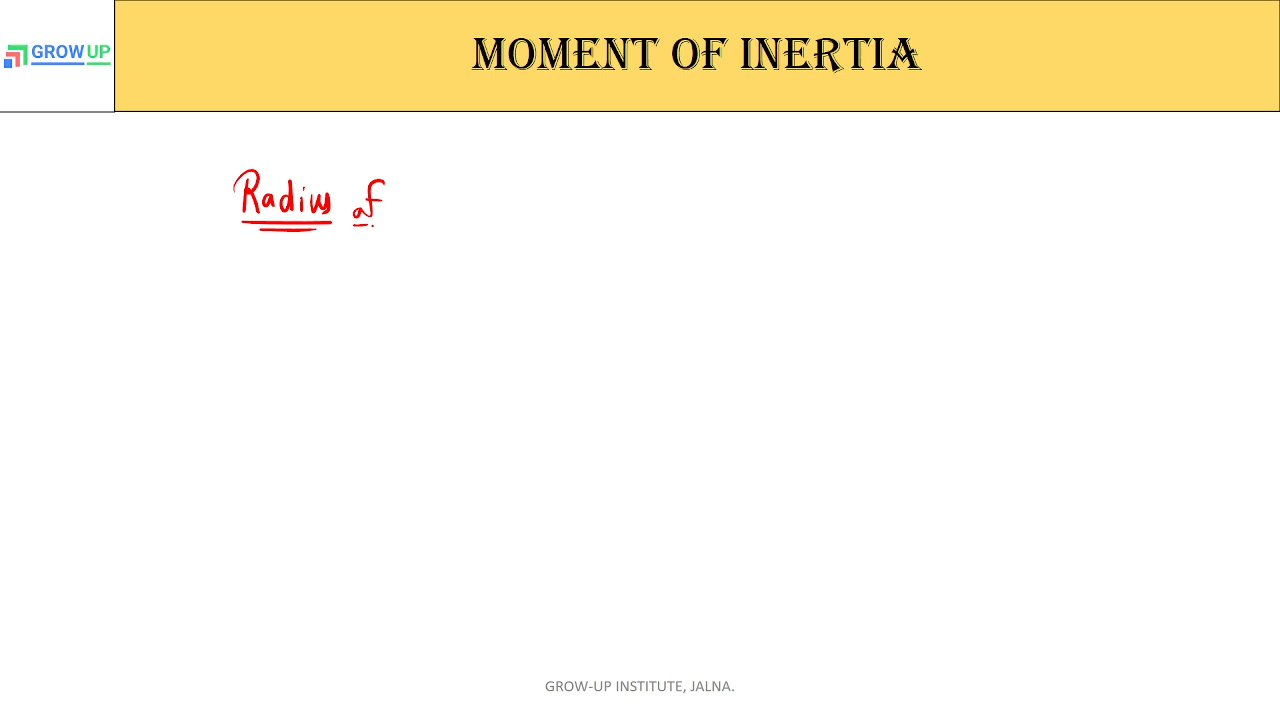 GROW UP
MOMENT OF INERTIA
Radius of
GROW-UP INSTITUTE, JALNA.